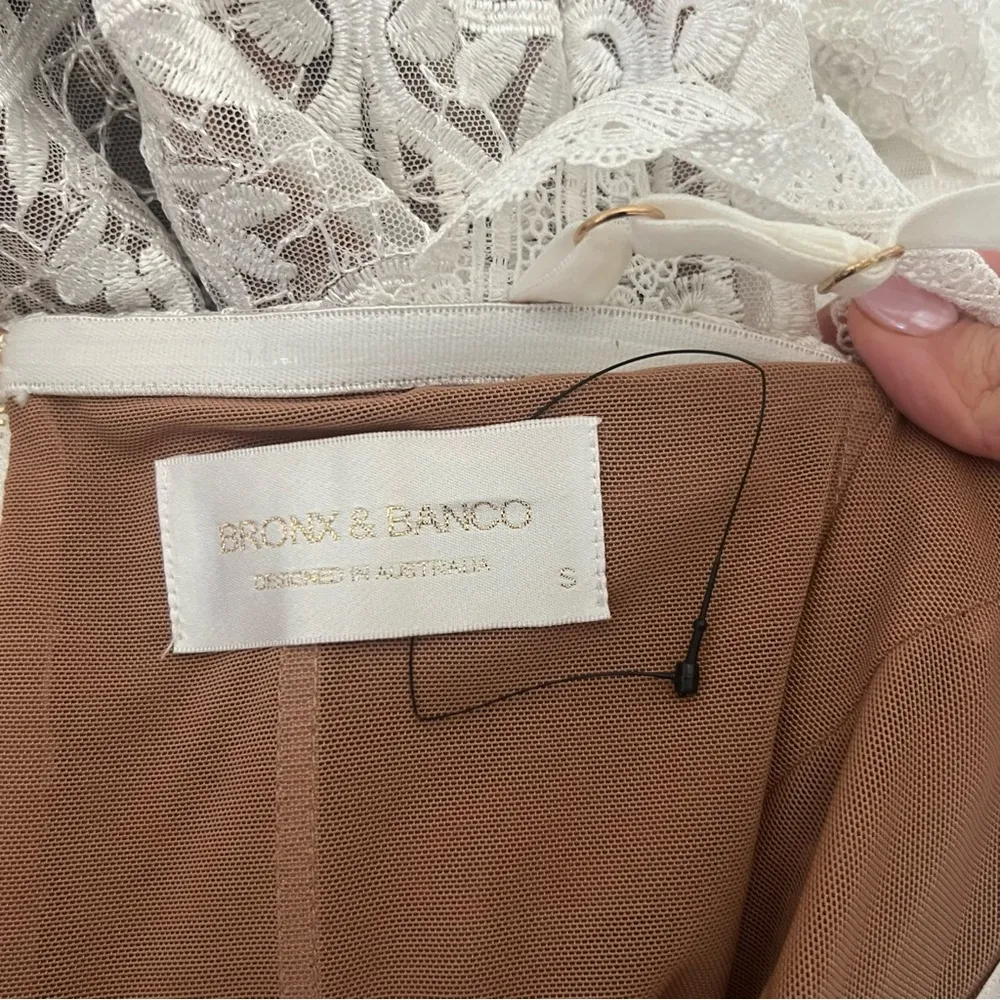 BRONX & BANCO
DESIGNED IN AUSTRALIA
S